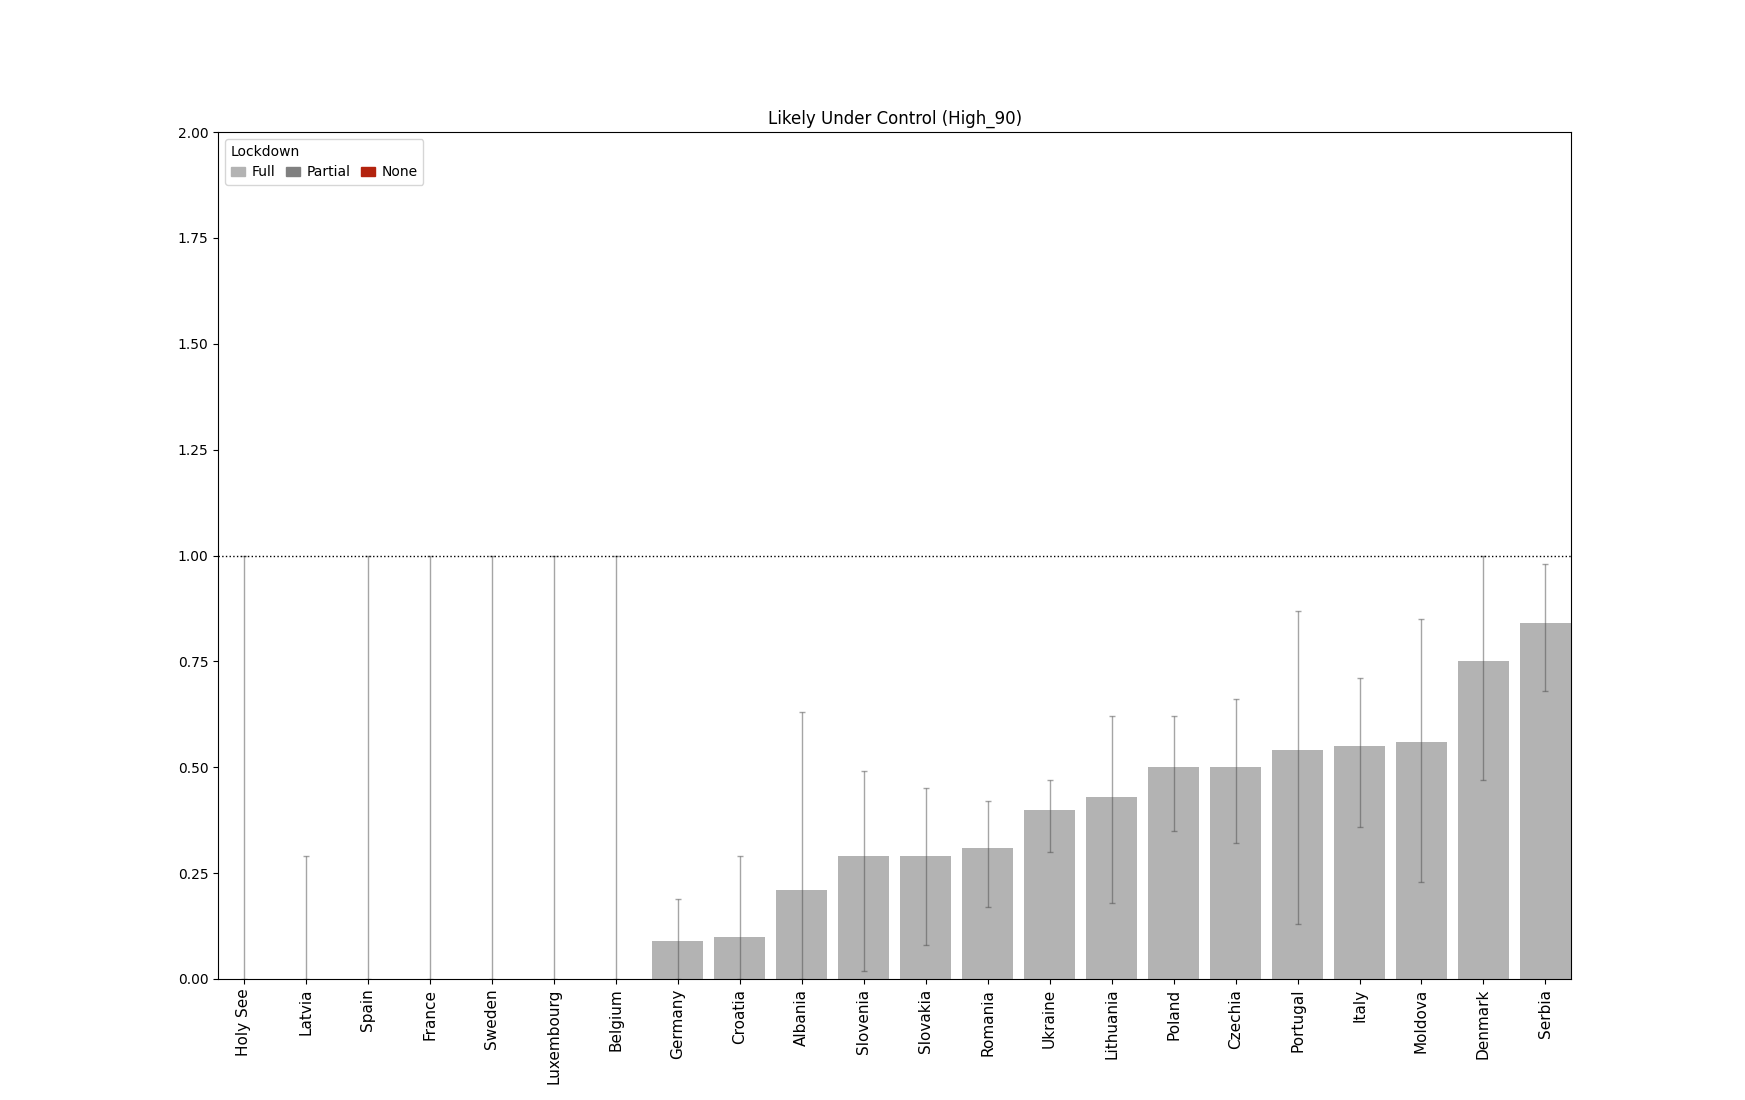 Likely Under Control (High_90)
2.00
Lockdown
Full Partial None
1.75
1.50
1.25
1.00
0.75
0.50
0.25
0.00
Holy See
Latvia
Spain
France
Sweden
Luxembourg
Belgium
Germany
Croatia
Albania
Slovenia
Slovakia
Romania
Ukraine
Lithuania
Poland
Czechia
Portugal
Italy
Moldova
Denmark
Serbia